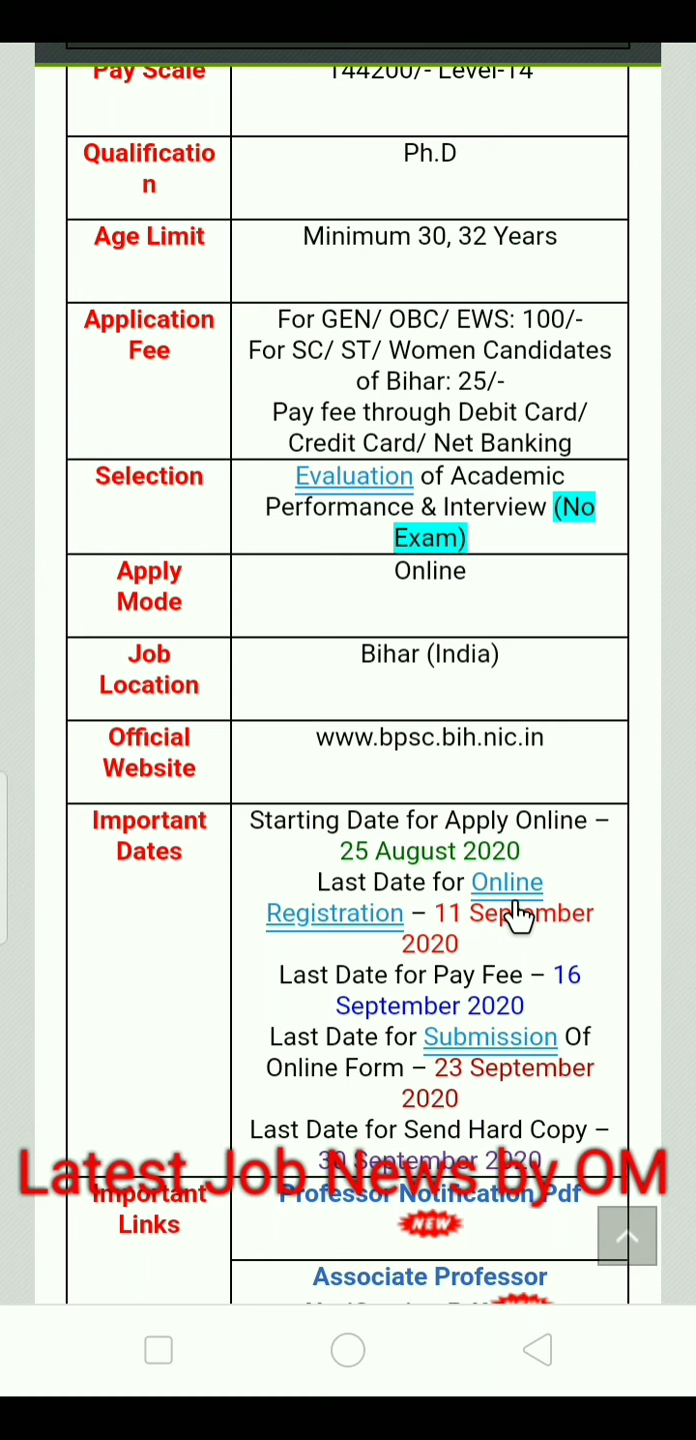 Pay Scale
144200/- Level-14
Qualificatio
n
Ph.D
Age Limit
Minimum 30, 32 Years
Application
Fee
For GEN/ OBC/ EWS: 100/-
For SC/ ST/ Women Candidates
of Bihar: 25/-
Pay fee through Debit Card/
Credit Card/ Net Banking
Selection
Evaluation of Academic
Performance & Interview (No
Exam)
Apply
Mode
Online
Job
Location
Bihar (India)
Official
Website
www.bpsc.bih.nic.in
Important
Dates
Starting Date for Apply Online –
25 August 2020
Last Date for Online
Registration – 11 September
2020
Last Date for Pay Fee – 16
September 2020
Last Date for Submission Of
Online Form – 23 September
2020
Last Date for Send Hard Copy –
30 September 2020
Latest Job News by OM
Important
Links
Professor Notification Pdf
NEW
Associate Professor